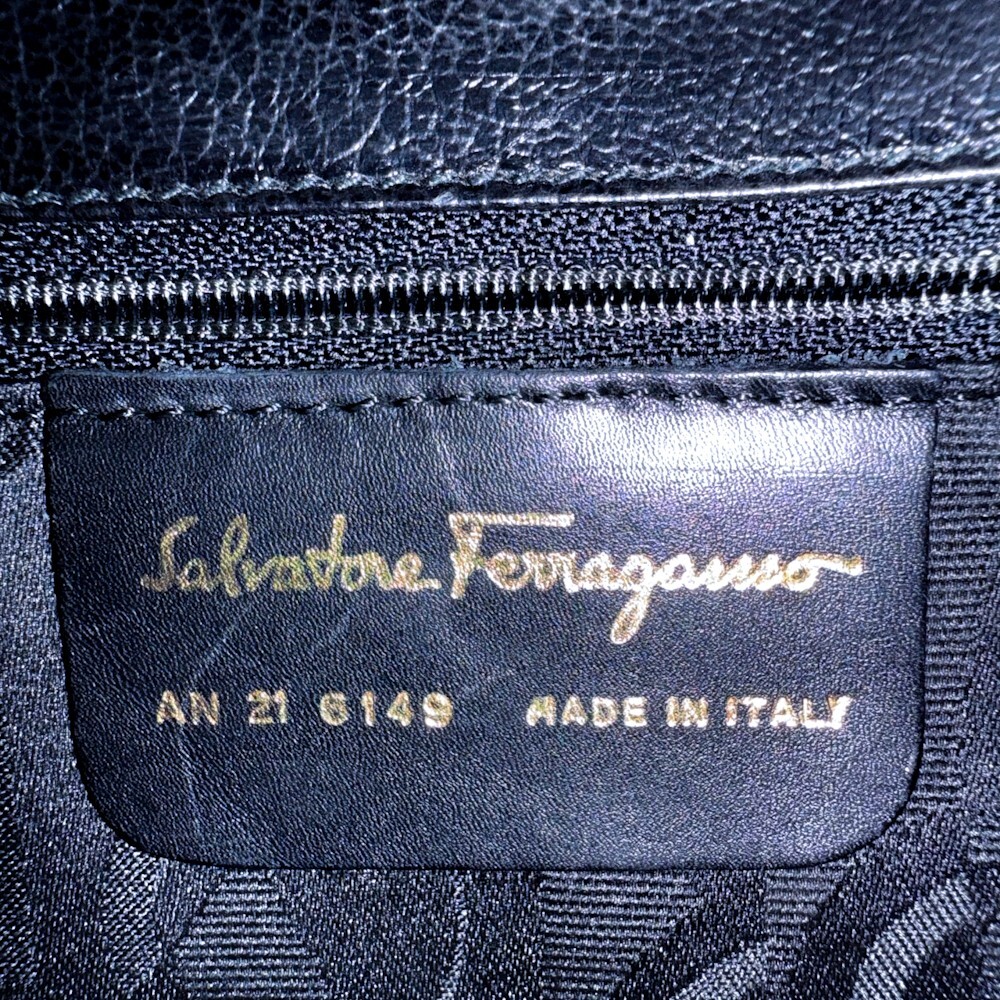 Salvatore Ferragamo
AN 21 6149 MADE IN ITALY